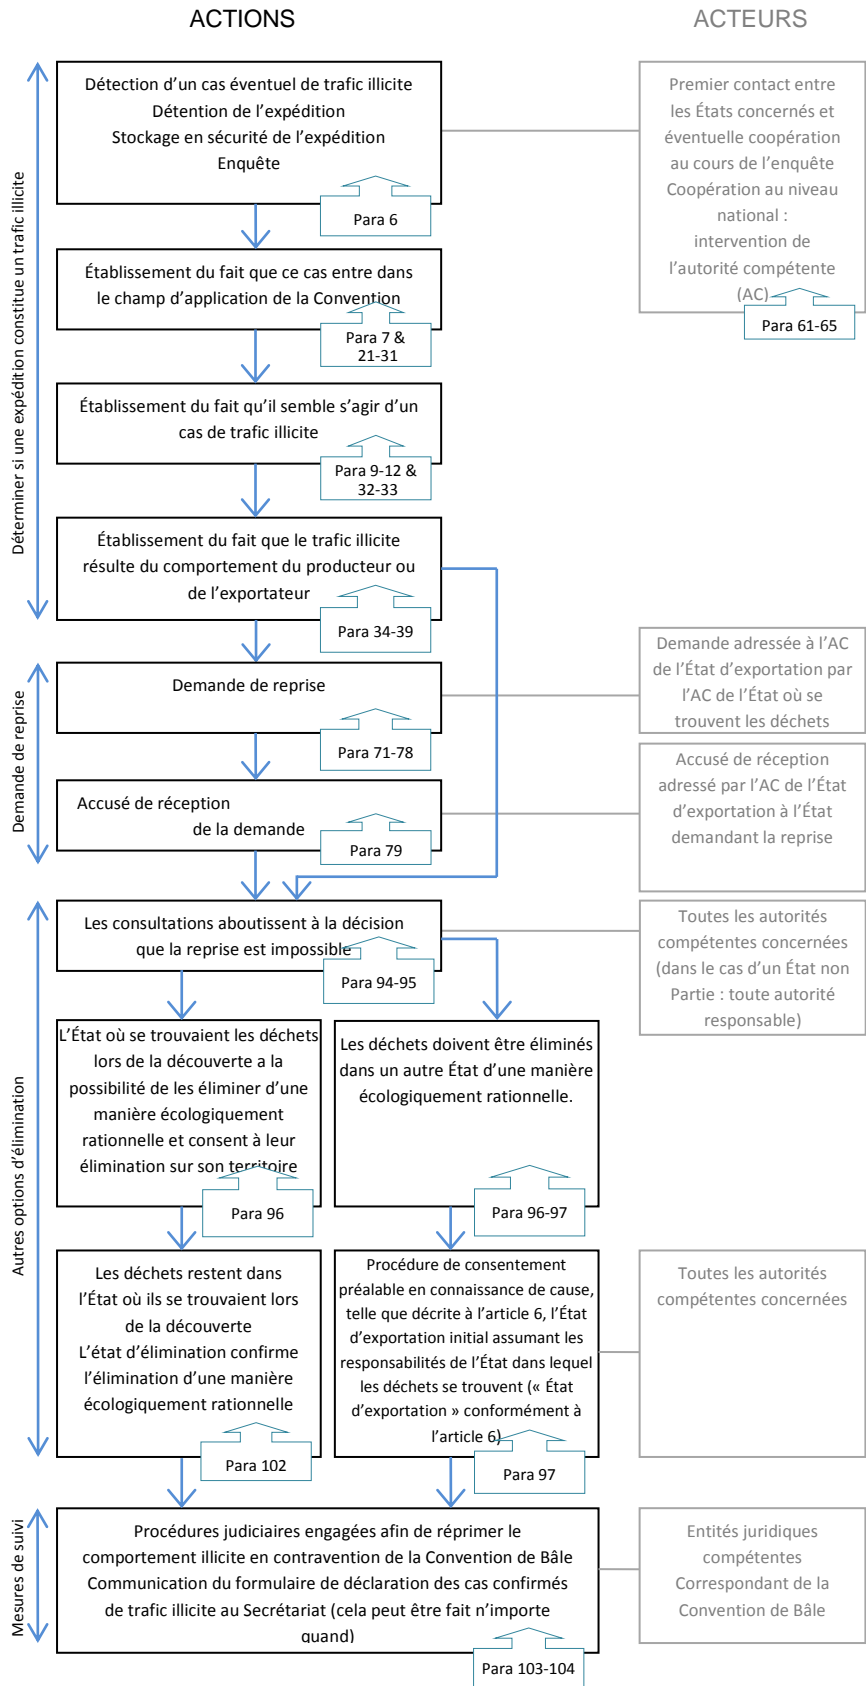 ACTIONS
ACTEURS
Déterminer si une expédition constitue un trafic illicite
Détection d'un cas éventuel de trafic illicite
Détention de l'expédition
Stockage en sécurité de l'expédition
Enquête
Para 6
Premier contact entre
les États concernés et
éventuelle coopération
au cours de l'enquête
Coopération au niveau
national :
intervention de
l'autorité compétente
(AC)
Para 61-65
Établissement du fait que ce cas entre dans
le champ d'application de la Convention
Para 7 &
21-31
Établissement du fait qu'il semble s'agir d'un
cas de trafic illicite
Para 9-12 &
32-33
Établissement du fait que le trafic illicite
résulte du comportement du producteur ou
de l'exportateur
Para 34-39
Demande de reprise
Demande de reprise
Para 71-78
Demande adressée à l'AC
de l'État d'exportation par
l'AC de l'État où se
trouvent les déchets
Accusé de réception
de la demande
Para 79
Accusé de réception
adressé par l'AC de l'État
d'exportation à l'État
demandant la reprise
Autres options d'élimination
Les consultations aboutissent à la décision
que la reprise est impossible
Para 94-95
Toutes les autorités
compétentes concernées
(dans le cas d'un État non
Partie : toute autorité
responsable)
L'État où se trouvaient les déchets
lors de la découverte a la
possibilité de les éliminer d'une
manière écologiquement
rationnelle et consent à leur
élimination sur son territoire
Para 96
Les déchets doivent être éliminés
dans un autre État d'une manière
écologiquement rationnelle.
Para 96-97
Les déchets restent dans
l'État où ils se trouvaient lors
de la découverte
L'état d'élimination confirme
l'élimination d'une manière
écologiquement rationnelle
Para 102
Procédure de consentement
préalable en connaissance de cause,
telle que décrite à l'article 6, l'État
d'exportation initial assumant les
responsabilités de l'État dans lequel
les déchets se trouvent (« État
d'exportation » conformément à
l'article 6)
Para 97
Toutes les autorités
compétentes concernées
Mesures de suivi
Procédures judiciaires engagées afin de réprimer le
comportement illicite en contravention de la Convention de Bâle
Communication du formulaire de déclaration des cas confirmés
de trafic illicite au Secrétariat (cela peut être fait n'importe
quand)
Para 103-104
Entités juridiques
compétentes
Correspondant de la
Convention de Bâle